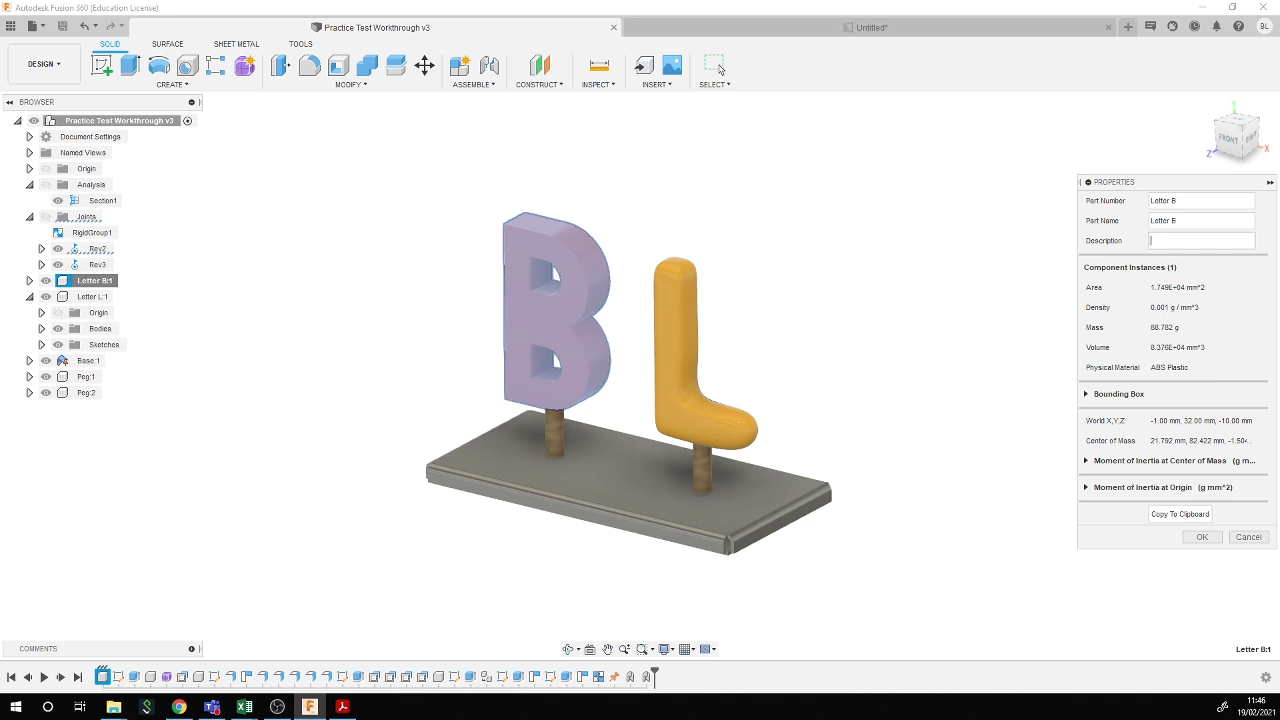 Autodesk Fusion 360 (Education License)
Practice Test Workthrough v3
Untitled*
BL
DESIGN
SOLID
SURFACE
SHEET METAL
TOOLS
CREATE
MODIFY
ASSEMBLE
CONSTRUCT
INSPECT
INSERT
SELECT
BROWSER
Practice Test Workthrough v3
Document Settings
Named Views
Origin
Analysis
Section1
Joints
RigidGroup1
Rev2
Rev3
Letter B:1
Letter L:1
Origin
Bodies
Sketches
Base:1
Peg:1
Peg:2
FRONT
RIGHT
Z
X
PROPERTIES
Part Number Letter B
Part Name Letter B
Description
Component Instances (1)
Area 1.749E+04 mm^2
Density 0.001 g / mm^3
Mass 88.782 g
Volume 8.376E+04 mm^3
Physical Material ABS Plastic
Bounding Box
World X,Y,Z -1.00 mm, 32.00 mm, -10.00 mm
Center of Mass 21.792 mm, 82.422 mm, -1.504...
Moment of Inertia at Center of Mass (g m...
Moment of Inertia at Origin (g mm^2)
Copy To Clipboard
OK Cancel
COMMENTS
Letter B:1
11:46
19/02/2021